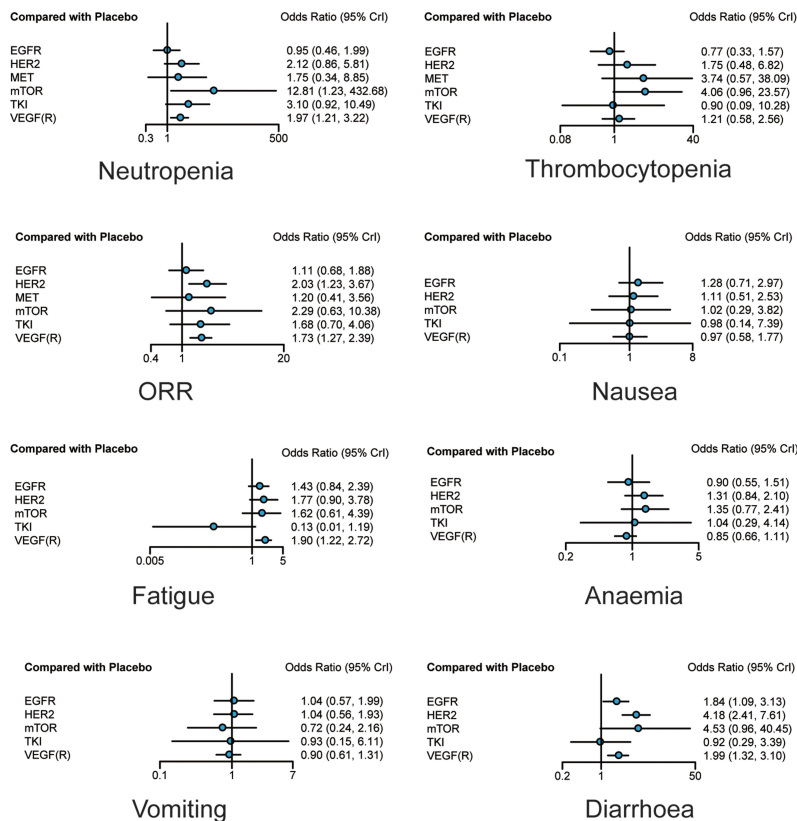 Compared with Placebo Odds Ratio (95% CrI)
EGFR 0.95 (0.46, 1.99)
HER2 2.12 (0.86, 5.81)
MET 1.75 (0.34, 8.85)
mTOR 12.81 (1.23, 432.68)
TKI 3.10 (0.92, 10.49)
VEGF(R) 1.97 (1.21, 3.22)
0.3 1 500
Neutropenia
Compared with Placebo Odds Ratio (95% CrI)
EGFR 0.77 (0.33, 1.57)
HER2 1.75 (0.48, 6.82)
MET 3.74 (0.57, 38.09)
mTOR 4.06 (0.96, 23.57)
TKI 0.90 (0.09, 10.28)
VEGF(R) 1.21 (0.58, 2.56)
0.08 1 40
Thrombocytopenia
Compared with Placebo Odds Ratio (95% CrI)
EGFR 1.11 (0.68, 1.88)
HER2 2.03 (1.23, 3.67)
MET 1.20 (0.41, 3.56)
mTOR 2.29 (0.63, 10.38)
TKI 1.68 (0.70, 4.06)
VEGF(R) 1.73 (1.27, 2.39)
0.4 1 20
ORR
Compared with Placebo Odds Ratio (95% CrI)
EGFR 1.28 (0.71, 2.97)
HER2 1.11 (0.51, 2.53)
mTOR 1.02 (0.29, 3.82)
TKI 0.98 (0.14, 7.39)
VEGF(R) 0.97 (0.58, 1.77)
0.1 1 8
Nausea
Compared with Placebo Odds Ratio (95% CrI)
EGFR 1.43 (0.84, 2.39)
HER2 1.77 (0.90, 3.78)
mTOR 1.62 (0.61, 4.39)
TKI 0.13 (0.01, 1.19)
VEGF(R) 1.90 (1.22, 2.72)
0.005 1 5
Fatigue
Compared with Placebo Odds Ratio (95% CrI)
EGFR 0.90 (0.55, 1.51)
HER2 1.31 (0.84, 2.10)
mTOR 1.35 (0.77, 2.41)
TKI 1.04 (0.29, 4.14)
VEGF(R) 0.85 (0.66, 1.11)
0.2 1 5
Anaemia
Compared with Placebo Odds Ratio (95% CrI)
EGFR 1.04 (0.57, 1.99)
HER2 1.04 (0.56, 1.93)
mTOR 0.72 (0.24, 2.16)
TKI 0.93 (0.15, 6.11)
VEGF(R) 0.90 (0.61, 1.31)
0.1 1 7
Vomiting
Compared with Placebo Odds Ratio (95% CrI)
EGFR 1.84 (1.09, 3.13)
HER2 4.18 (2.41, 7.61)
mTOR 4.53 (0.96, 40.45)
TKI 0.92 (0.29, 3.39)
VEGF(R) 1.99 (1.32, 3.10)
0.2 1 50
Diarrhoea